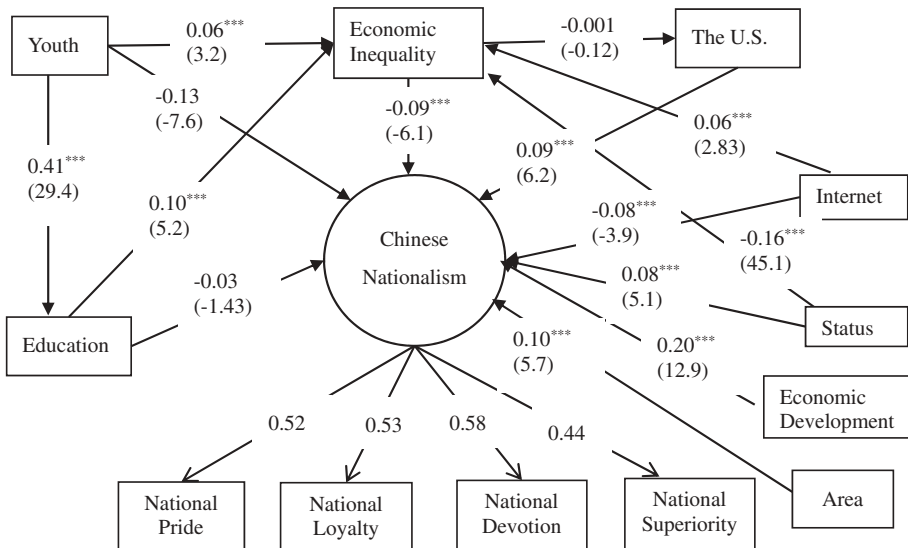 Youth
0.06***
(3.2)
Economic
Inequality
-0.001
(-0.12)
The U.S.
-0.13
(-7.6)
-0.09***
(-6.1)
0.06***
(2.83)
0.41***
(29.4)
0.10***
(5.2)
0.09***
(6.2)
Internet
Chinese
Nationalism
-0.08***
(-3.9)
-0.16***
(45.1)
-0.03
(-1.43)
0.08***
(5.1)
Education
Status
0.10***
(5.7)
0.20***
(12.9)
Economic
Development
0.52
0.53
0.58
0.44
National
Pride
National
Loyalty
National
Devotion
National
Superiority
Area